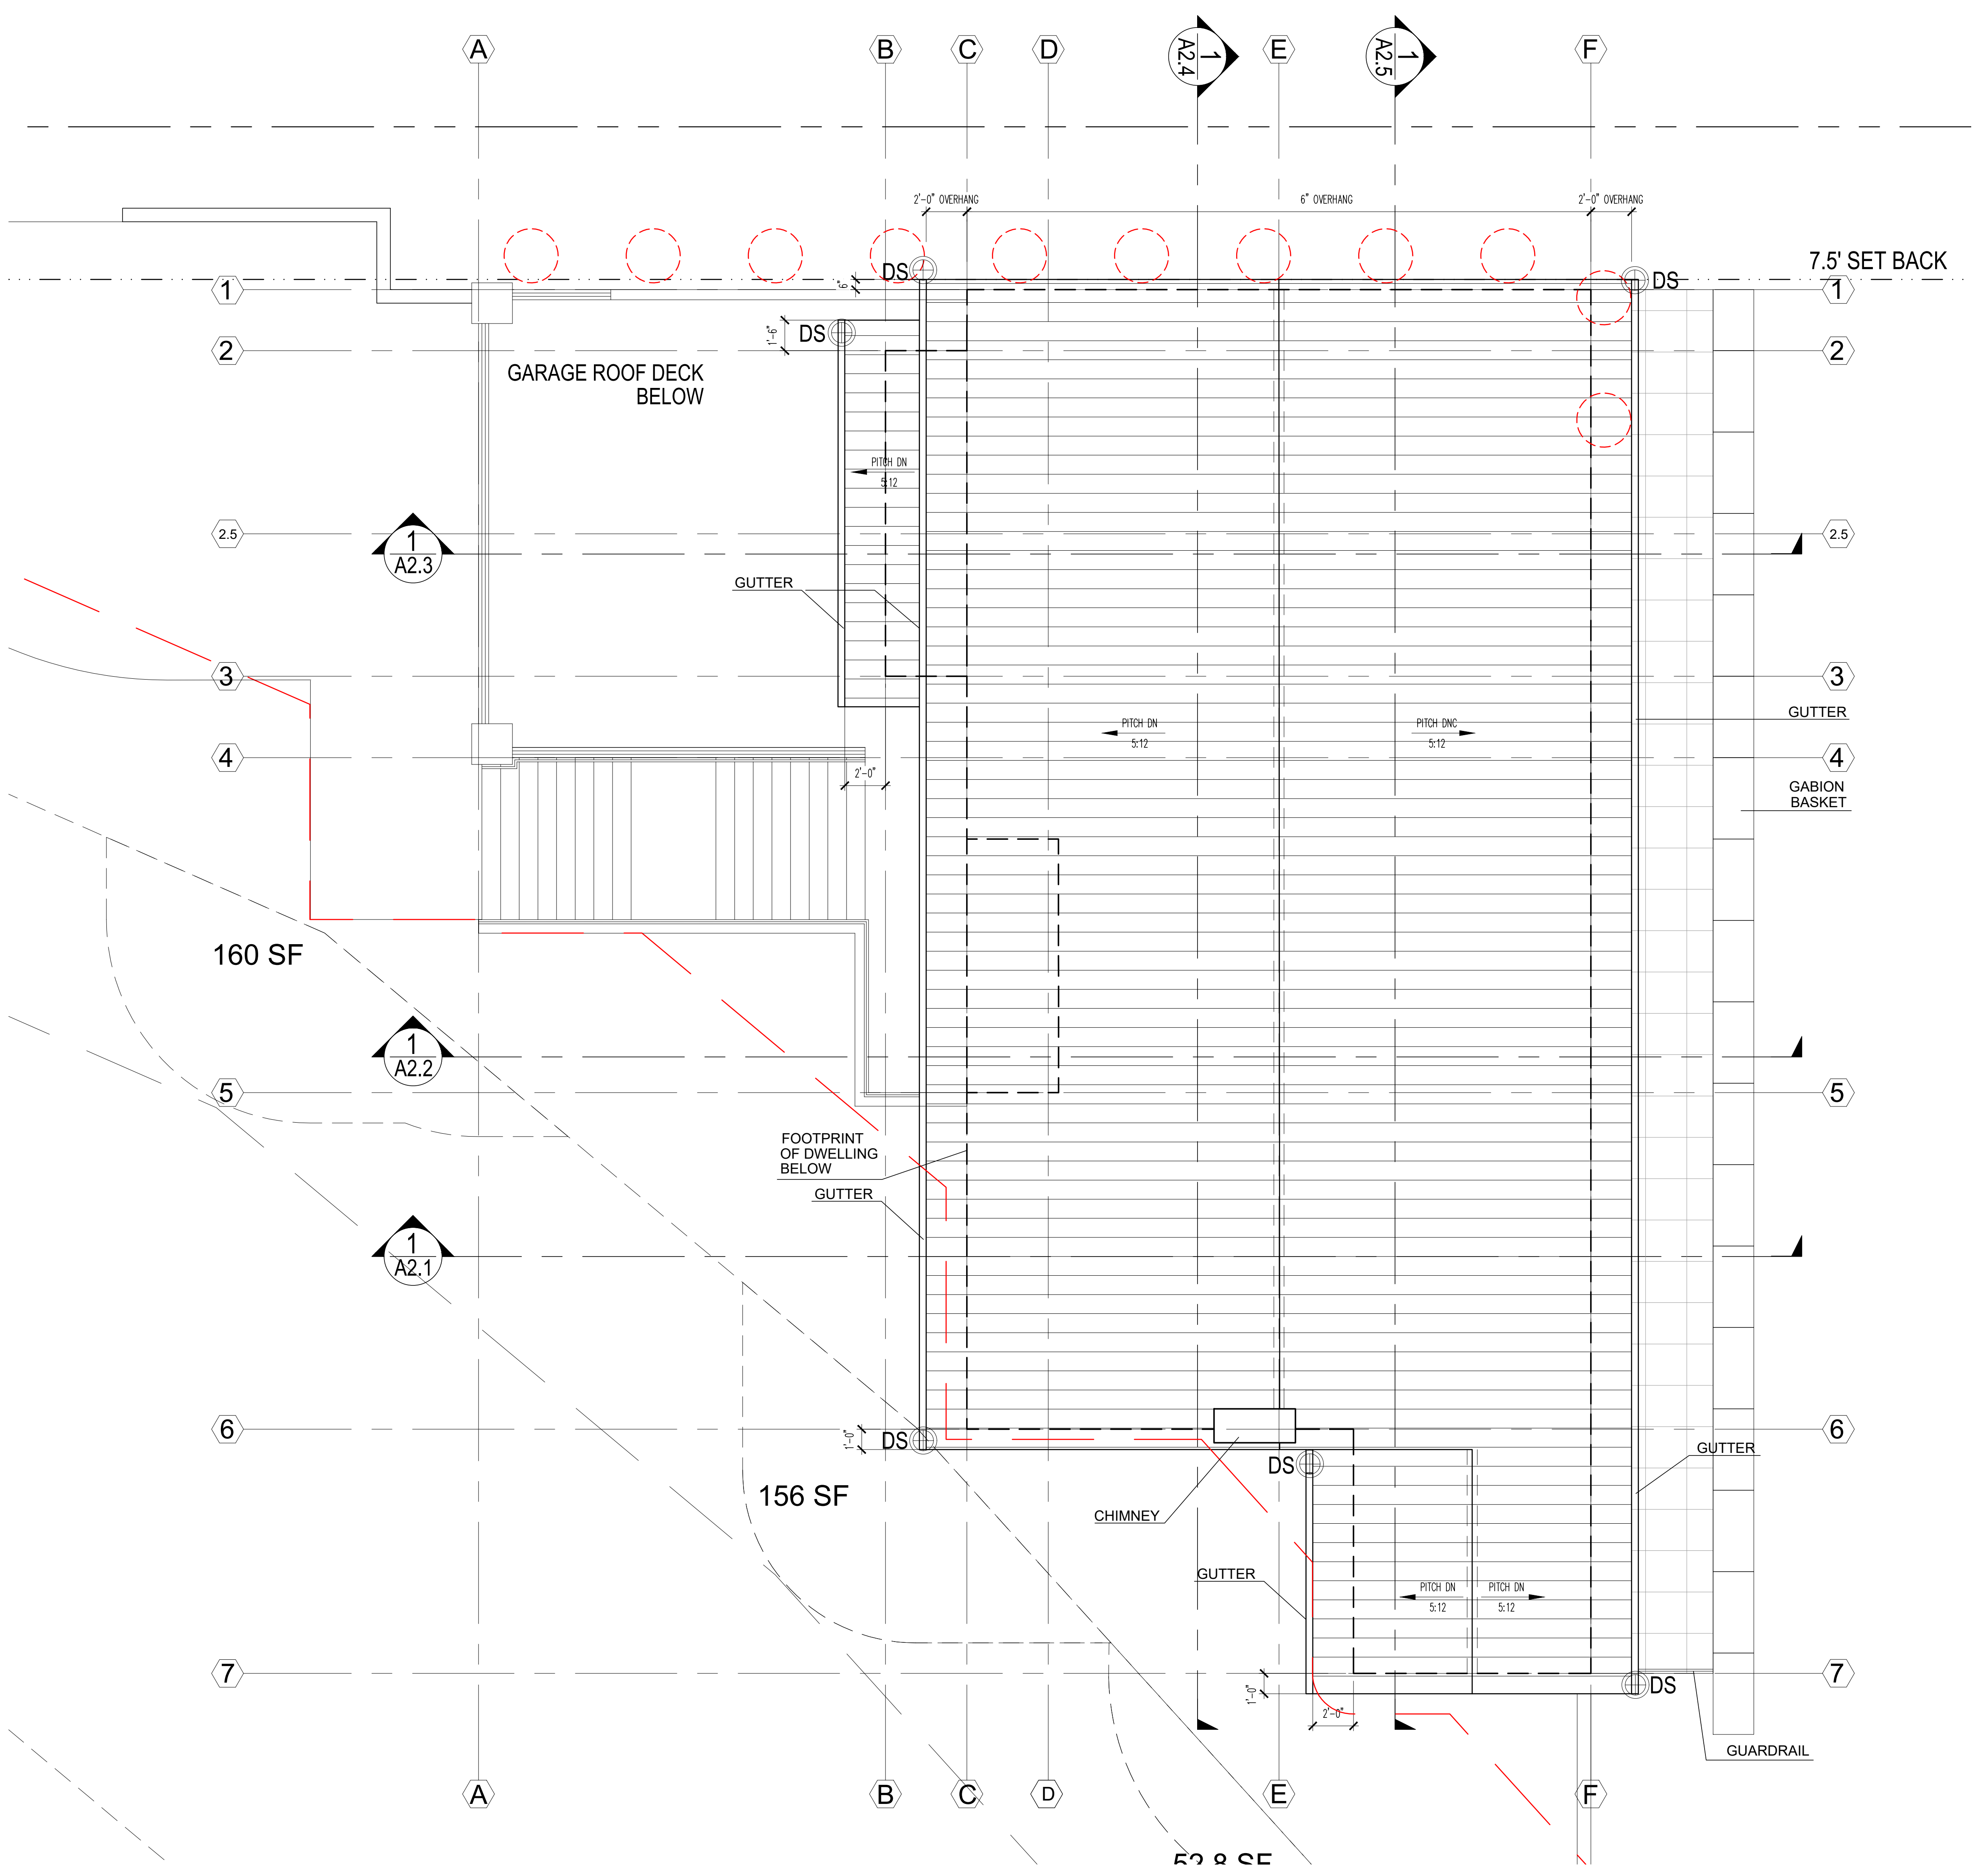 A
B
C
D
1
A2.4
E
1
A2.5
F
2'-0" OVERHANG
6" OVERHANG
2'-0" OVERHANG
7.5' SET BACK
DS
DS
1
6"
1
DS
1'-6"
2
2
GARAGE ROOF DECK
BELOW
PITCH DN
5:12
2.5
2.5
1
A2.3
GUTTER
3
3
GUTTER
PITCH DN
5:12
PITCH DNC
5:12
4
4
2'-0"
GABION
BASKET
160 SF
1
A2.2
5
5
FOOTPRINT
OF DWELLING
BELOW
GUTTER
1
A2.1
6
6
DS
1'-0"
GUTTER
DS
156 SF
CHIMNEY
GUTTER
PITCH DN
5:12
PITCH DN
5:12
7
7
DS
1'-0"
2'-0"
GUARDRAIL
A
B
C
D
E
F
52.8 SF